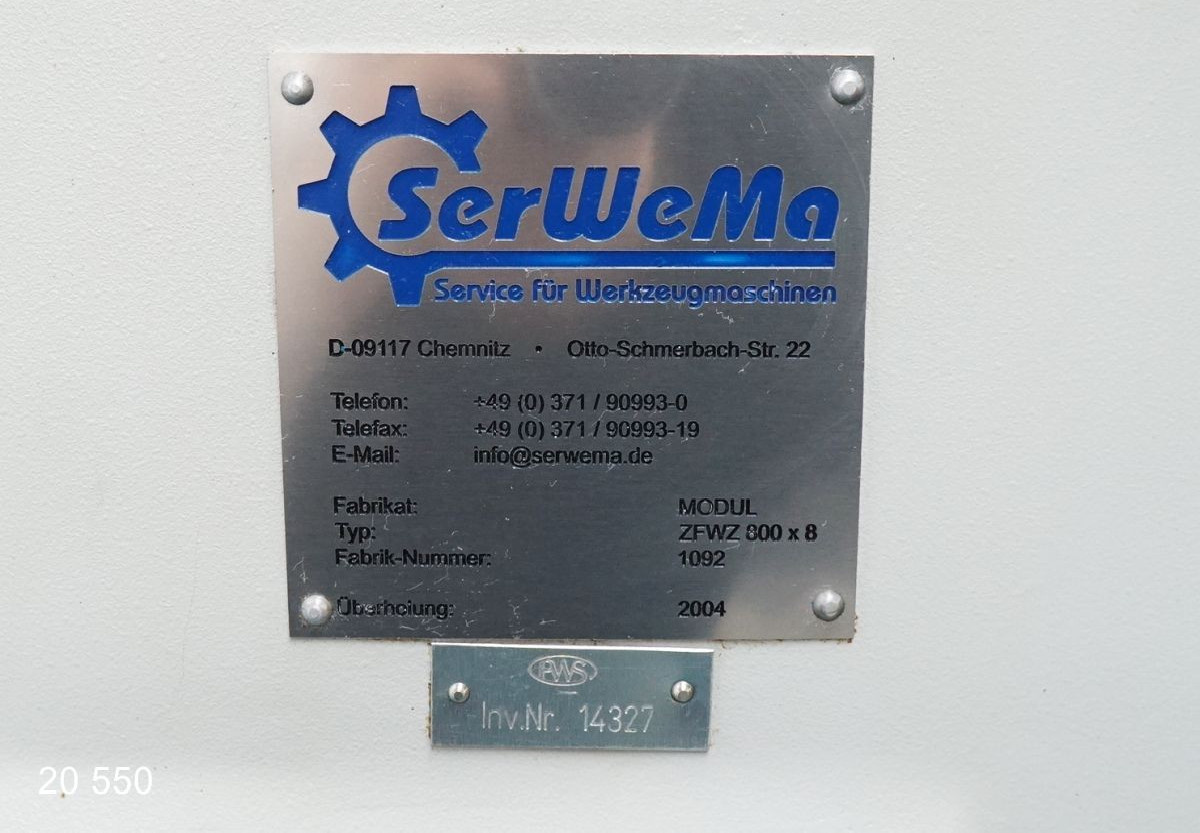 SerWeMa
Service für Werkzeugmaschinen
D-09117 Chemnitz • Otto-Schmerbach-Str. 22
Telefon: +49 (0) 371 / 90993-0
Telefax: +49 (0) 371 / 90993-19
E-Mail: info@serwema.de
Fabrikat: MODUL
Typ: ZFWZ 800 x 8
Fabrik-Nummer: 1092
Überholung: 2004
PWS
Inv.Nr. 14327
20 550